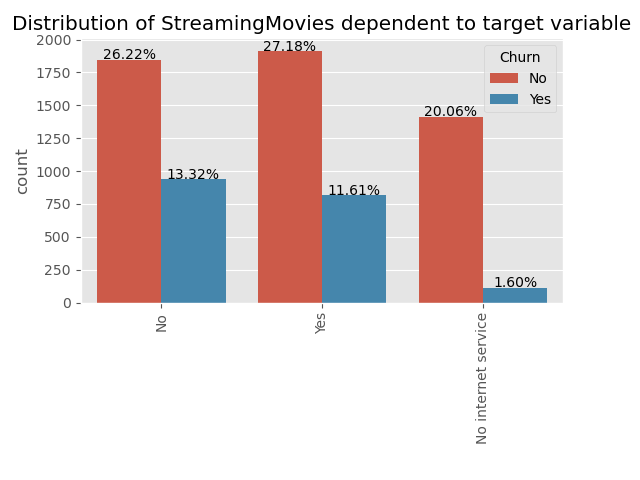 Distribution of StreamingMovies dependent to target variable
2000
1750
1500
1250
1000
750
500
250
0
count
26.22%
13.32%
27.18%
11.61%
20.06%
1.60%
Churn
No
Yes
No
Yes
No internet service